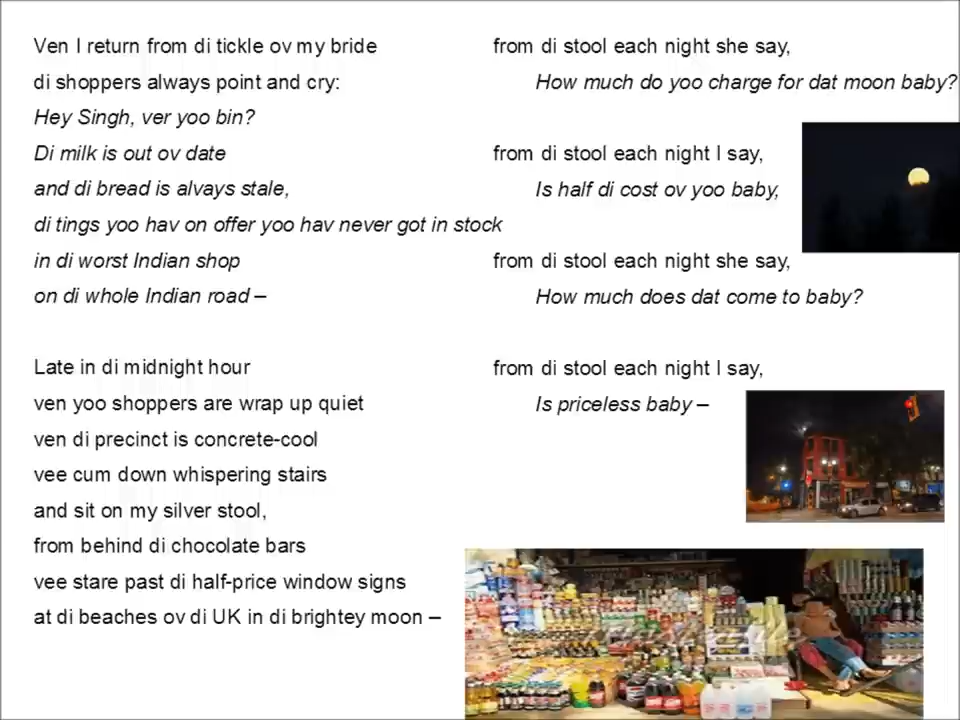 Ven I return from di tickle ov my bride
di shoppers always point and cry:
Hey Singh, ver yoo bin?
Di milk is out ov date
and di bread is alvays stale,
di tings yoo hav on offer yoo hav never got in stock
in di worst Indian shop
on di whole Indian road –
Late in di midnight hour
ven yoo shoppers are wrap up quiet
ven di precinct is concrete-cool
vee cum down whispering stairs
and sit on my silver stool,
from behind di chocolate bars
vee stare past di half-price window signs
at di beaches ov di UK in di brightey moon –
from di stool each night she say,
How much do yoo charge for dat moon baby?
from di stool each night I say,
Is half di cost ov yoo baby,
from di stool each night she say,
How much does dat come to baby?
from di stool each night I say,
Is priceless baby –